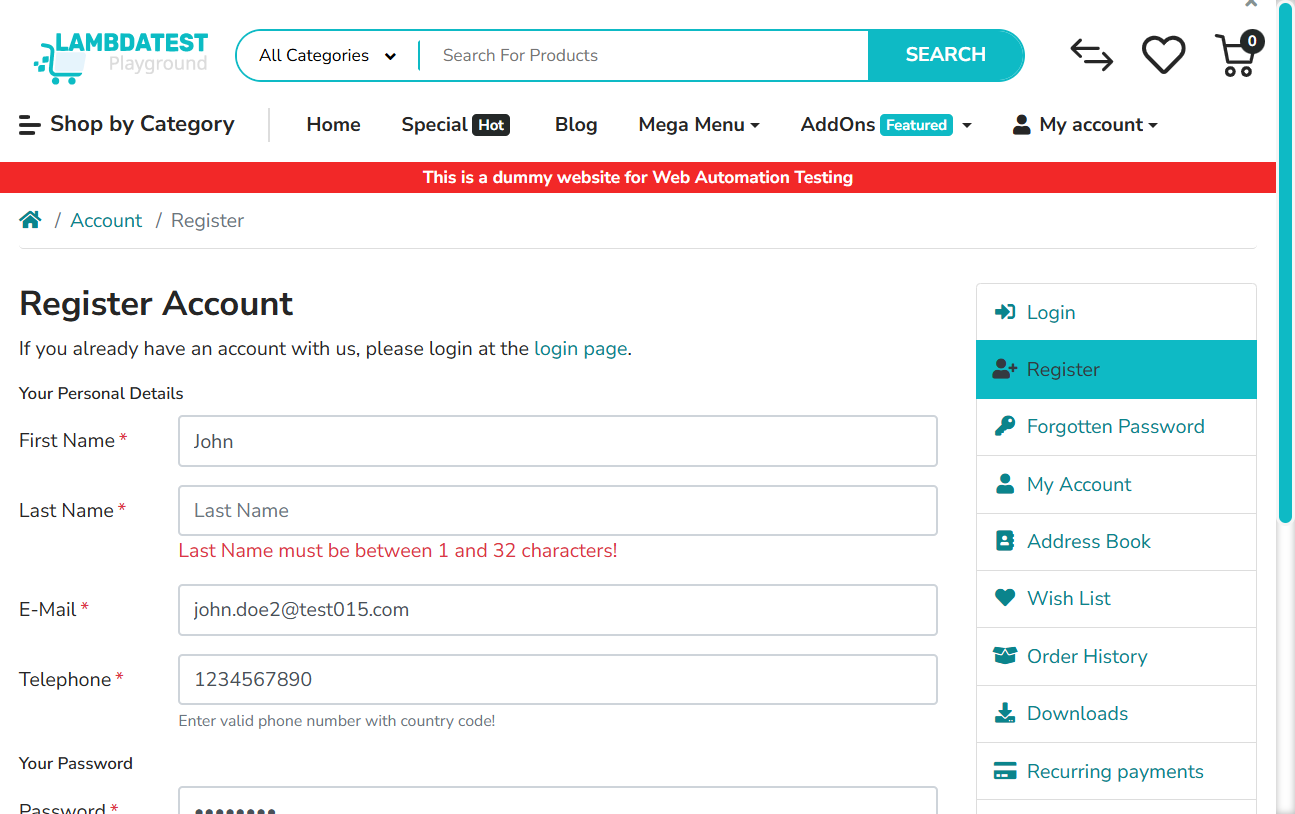 LAMBDATEST
Playground
All Categories
Search For Products
SEARCH
0
Shop by Category
Home
Special Hot
Blog
Mega Menu
AddOns Featured
My account
This is a dummy website for Web Automation Testing
/ Account / Register
Register Account
If you already have an account with us, please login at the login page.
Your Personal Details
First Name *
John
Last Name *
Last Name
Last Name must be between 1 and 32 characters!
E-Mail *
john.doe2@test015.com
Telephone *
1234567890
Enter valid phone number with country code!
Your Password
Password *
••••••••
Login
Register
Forgotten Password
My Account
Address Book
Wish List
Order History
Downloads
Recurring payments